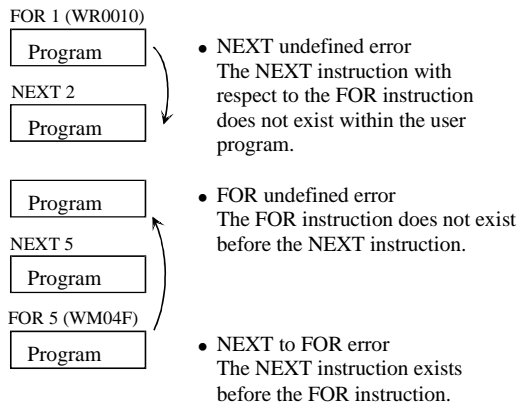 FOR 1 (WR0010)
Program
NEXT 2
Program
Program
NEXT 5
Program
FOR 5 (WM04F)
Program
• NEXT undefined error
The NEXT instruction with
respect to the FOR instruction
does not exist within the user
program.
• FOR undefined error
The FOR instruction does not exist
before the NEXT instruction.
• NEXT to FOR error
The NEXT instruction exists
before the FOR instruction.